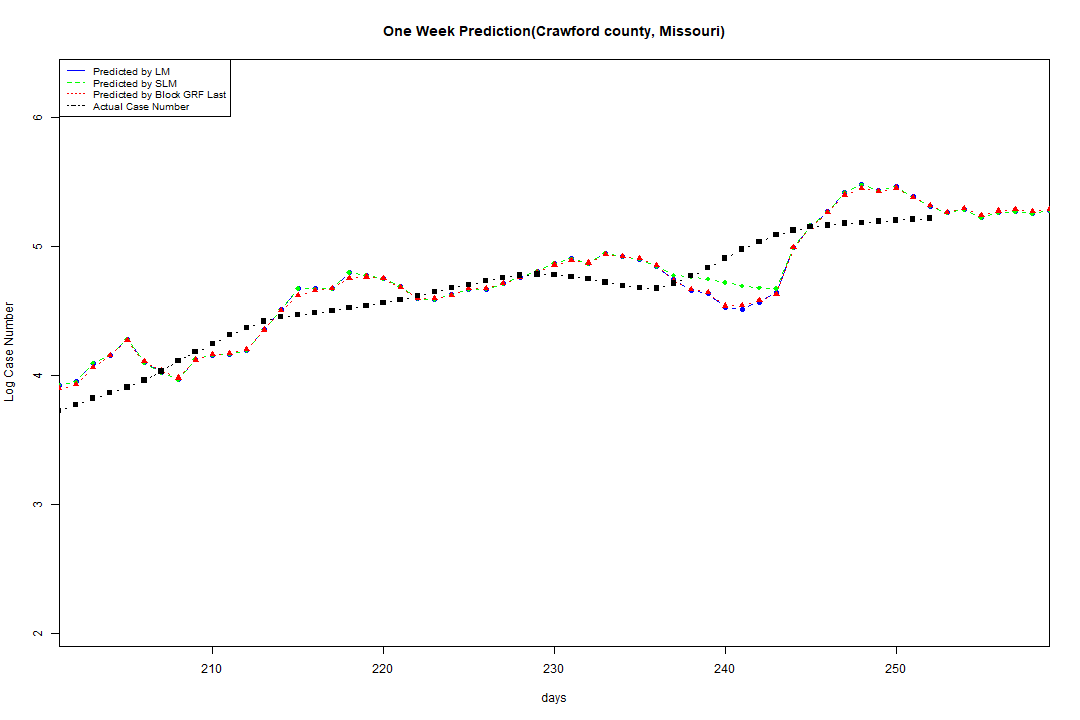 One Week Prediction(Crawford county, Missouri)
Predicted by LM
Predicted by SLM
Predicted by Block GRF Last
Actual Case Number
6
5
4
3
2
Log Case Number
210 220 230 240 250
days